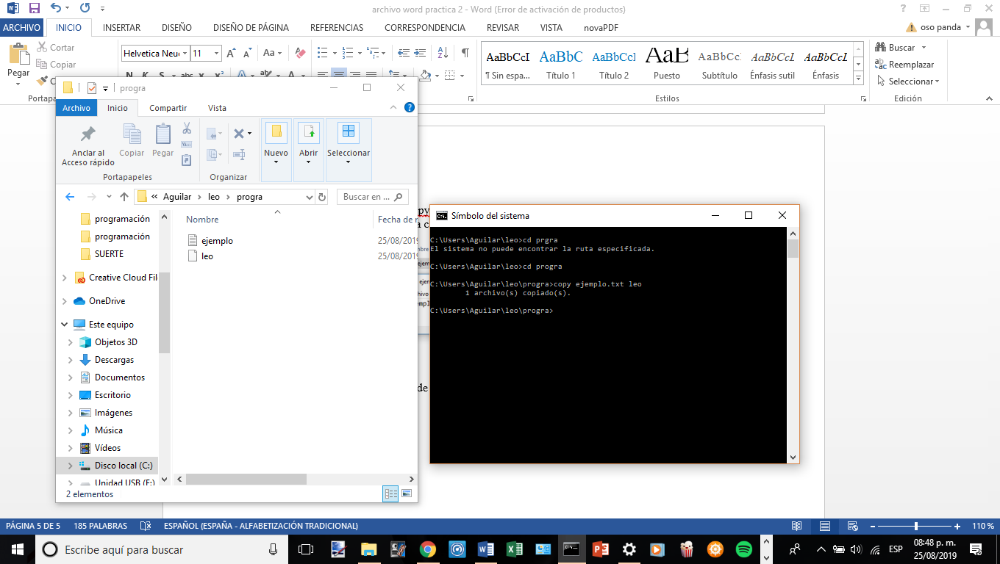 archivo word practica 2 - Word (Error de activación de productos)
ARCHIVO INICIO INSERTAR DISEÑO DISEÑO DE PÁGINA REFERENCIAS CORRESPONDENCIA REVISAR VISTA novaPDF oso panda
Pegar
Cortar
Copiar
Helvetica Neu 11
Aa
AaBbCcI AaBbC AaBbCcI AaB AaBbCc AaBbCcL AaBbCcL
¶ Sin espa... Título 1 Título 2 Puesto Subtítulo Énfasis sutil Énfasis
Estilos
Buscar
Reemplazar
Seleccionar
Edición
Portapa
progra
Archivo Inicio Compartir Vista
Anclar al Acceso rápido
Copiar
Pegar
Portapapeles
Organizar
Nuevo
Abrir
Seleccionar
« Aguilar leo progra
Buscar en ...
programación
programación
SUERTE
Creative Cloud Fil
OneDrive
Este equipo
Objetos 3D
Descargas
Documentos
Escritorio
Imágenes
Música
Vídeos
Disco local (C:)
Unidad USB (F:)
Nombre Fecha de
ejemplo 25/08/2019
leo 25/08/2019
2 elementos
de
Símbolo del sistema
C:\Users\Aguilar\leo>cd prgra
El sistema no puede encontrar la ruta especificada.
C:\Users\Aguilar\leo>cd progra
C:\Users\Aguilar\leo\progra>copy ejemplo.txt leo
1 archivo(s) copiado(s).
C:\Users\Aguilar\leo\progra>
PÁGINA 5 DE 5 185 PALABRAS ESPAÑOL (ESPAÑA - ALFABETIZACIÓN TRADICIONAL) 110 %
Escribe aquí para buscar
ESP
08:48 p. m.
25/08/2019